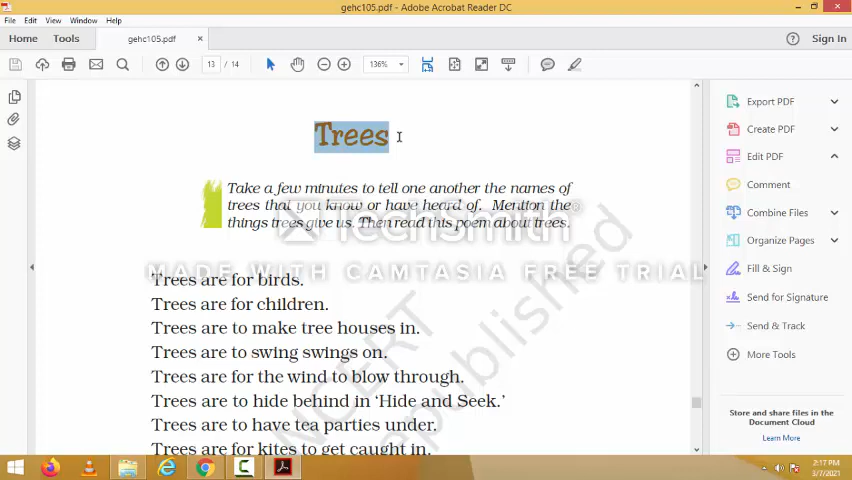 gehc105.pdf - Adobe Acrobat Reader DC
File Edit View Window Help
Home Tools gehc105.pdf × Sign In
13 / 14 136%
Trees
Take a few minutes to tell one another the names of
trees that you know or have heard of. Mention the
things trees give us. Then read this poem about trees.
TechSmith®
MADE WITH CAMTASIA FREE TRIAL
Trees are for birds.
Trees are for children.
Trees are to make tree houses in.
Trees are to swing swings on.
Trees are for the wind to blow through.
Trees are to hide behind in ‘Hide and Seek.’
Trees are to have tea parties under.
Trees are for kites to get caught in.
NCERT
republished
Export PDF
Create PDF
Edit PDF
Comment
Combine Files
Organize Pages
Fill & Sign
Send for Signature
Send & Track
More Tools
Store and share files in the
Document Cloud
Learn More
2:17 PM
3/7/2021